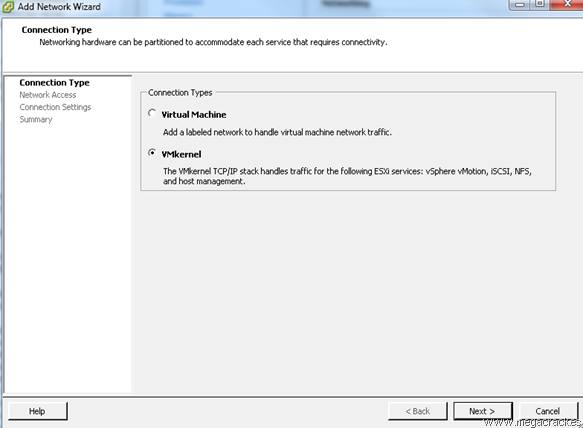 Add Network Wizard
Connection Type
Networking hardware can be partitioned to accommodate each service that requires connectivity.
Connection Type
Network Access
Connection Settings
Summary
Connection Types
Virtual Machine
Add a labeled network to handle virtual machine network traffic.
VMkernel
The VMkernel TCP/IP stack handles traffic for the following ESXi services: vSphere vMotion, iSCSI, NFS,
and host management.
Help
< Back
Next >
Cancel
www.megacrack.es